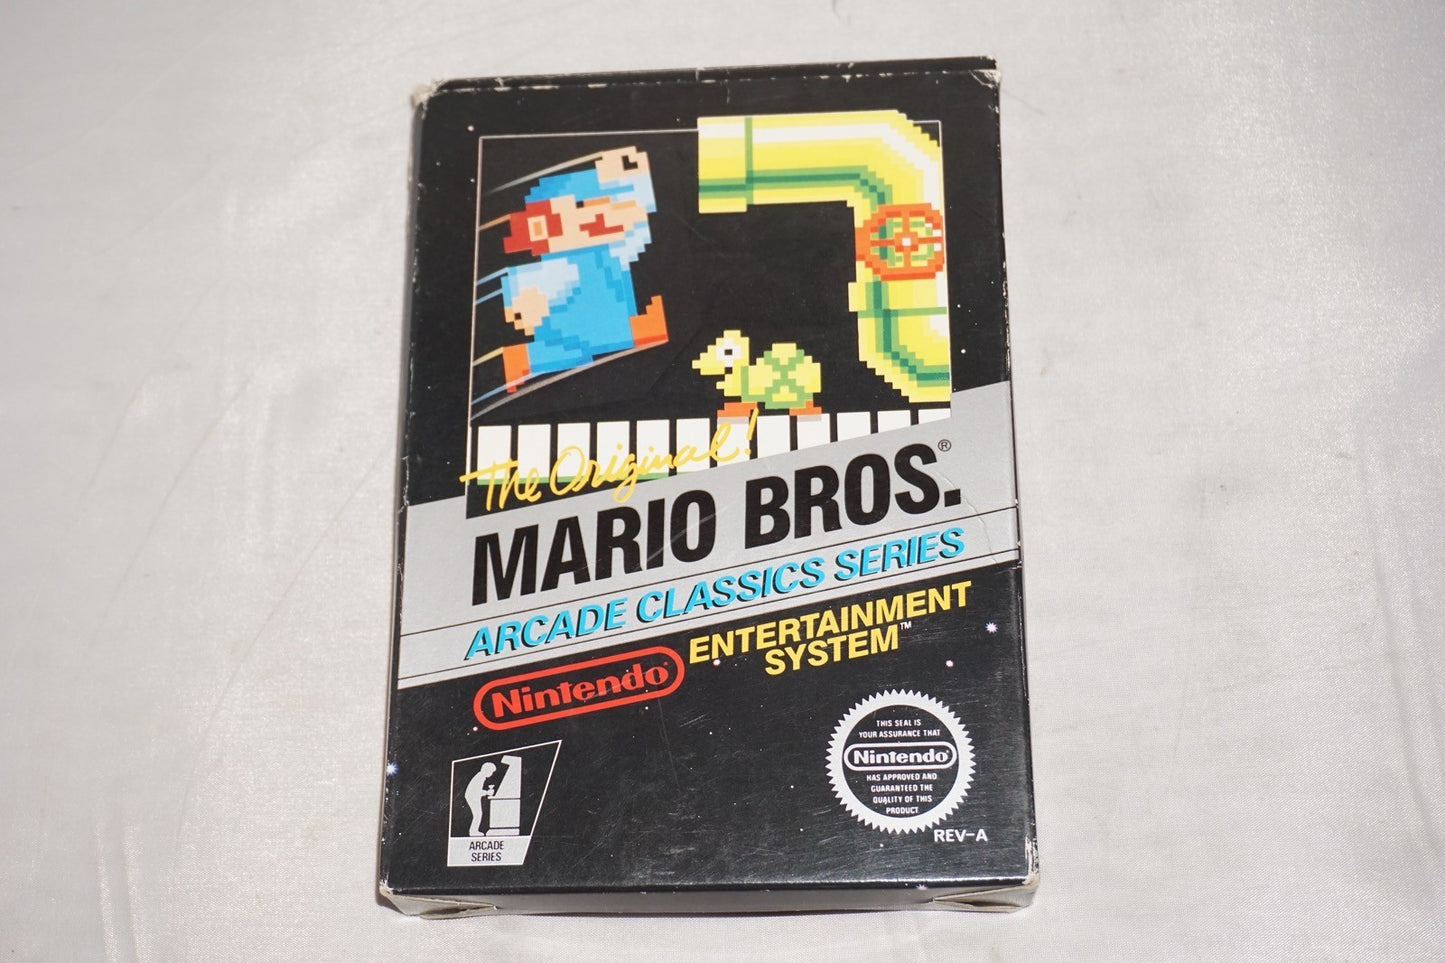 The Original!
MARIO BROS.®
ARCADE CLASSICS SERIES
Nintendo®
ENTERTAINMENT
SYSTEM™
THIS SEAL IS
YOUR ASSURANCE THAT
Nintendo®
HAS APPROVED AND
GUARANTEED THE
QUALITY OF THIS
PRODUCT
REV-A
ARCADE
SERIES